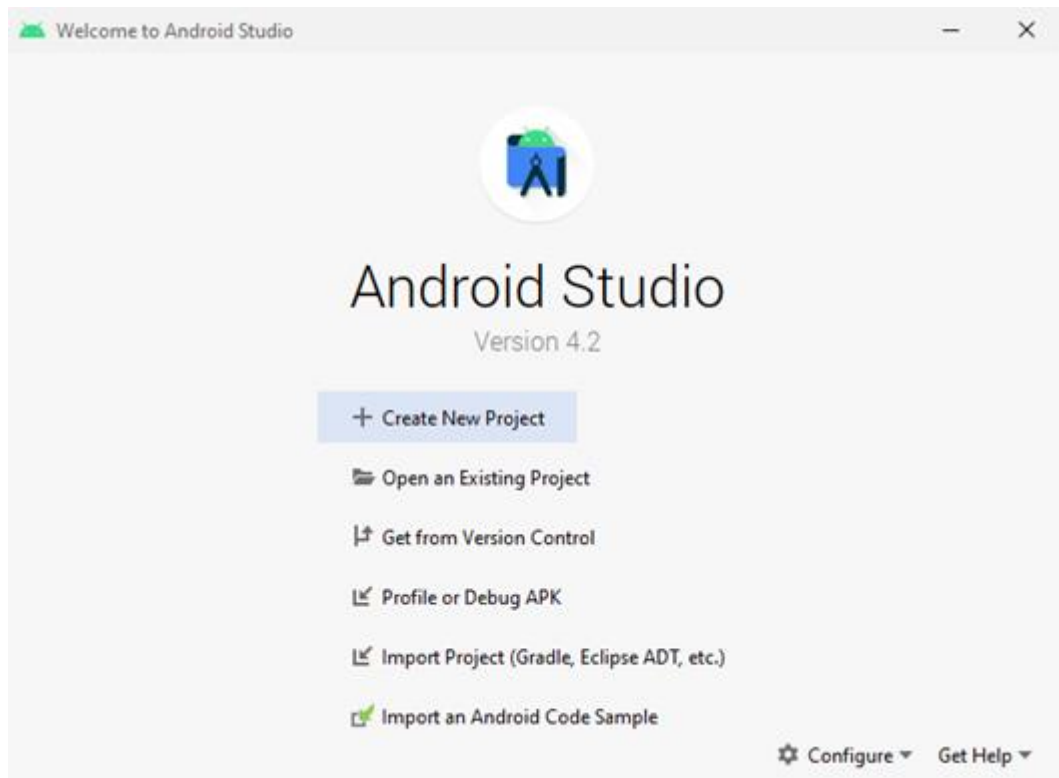 Welcome to Android Studio
Android Studio
Version 4.2
Create New Project
Open an Existing Project
Get from Version Control
Profile or Debug APK
Import Project (Gradle, Eclipse ADT, etc.)
Import an Android Code Sample
Configure Get Help